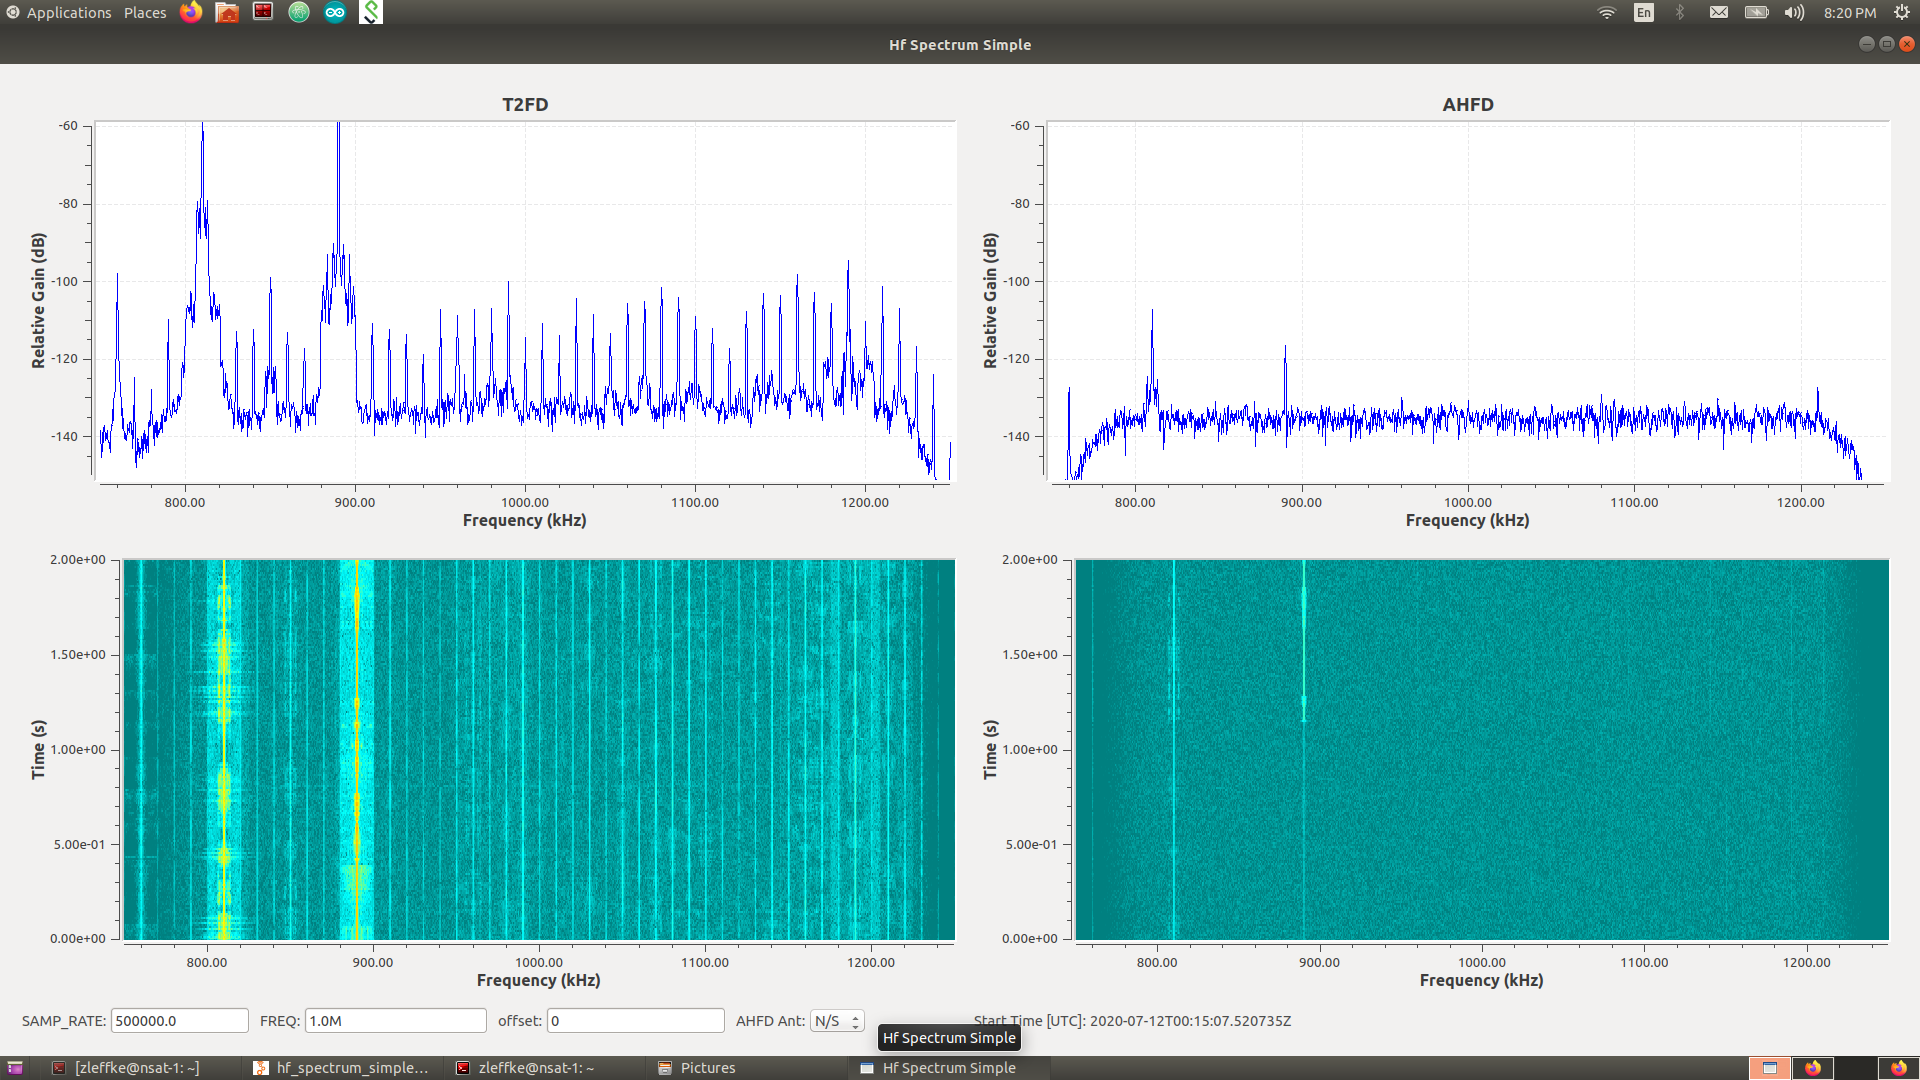 Applications Places En 8:20 PM
Hf Spectrum Simple
T2FD
-60
-80
-100
-120
-140
Relative Gain (dB)
800.00 900.00 1000.00 1100.00 1200.00
Frequency (kHz)
AHFD
-60
-80
-100
-120
-140
Relative Gain (dB)
800.00 900.00 1000.00 1100.00 1200.00
Frequency (kHz)
2.00e+00
1.50e+00
1.00e+00
5.00e-01
0.00e+00
Time (s)
800.00 900.00 1000.00 1100.00 1200.00
Frequency (kHz)
2.00e+00
1.50e+00
1.00e+00
5.00e-01
0.00e+00
Time (s)
800.00 900.00 1000.00 1100.00 1200.00
Frequency (kHz)
SAMP_RATE: 500000.0 FREQ: 1.0M offset: 0 AHFD Ant: N/S Start Time [UTC]: 2020-07-12T00:15:07.520735Z
Hf Spectrum Simple
[zleffke@nsat-1: ~] hf_spectrum_simple... zleffke@nsat-1: ~ Pictures Hf Spectrum Simple